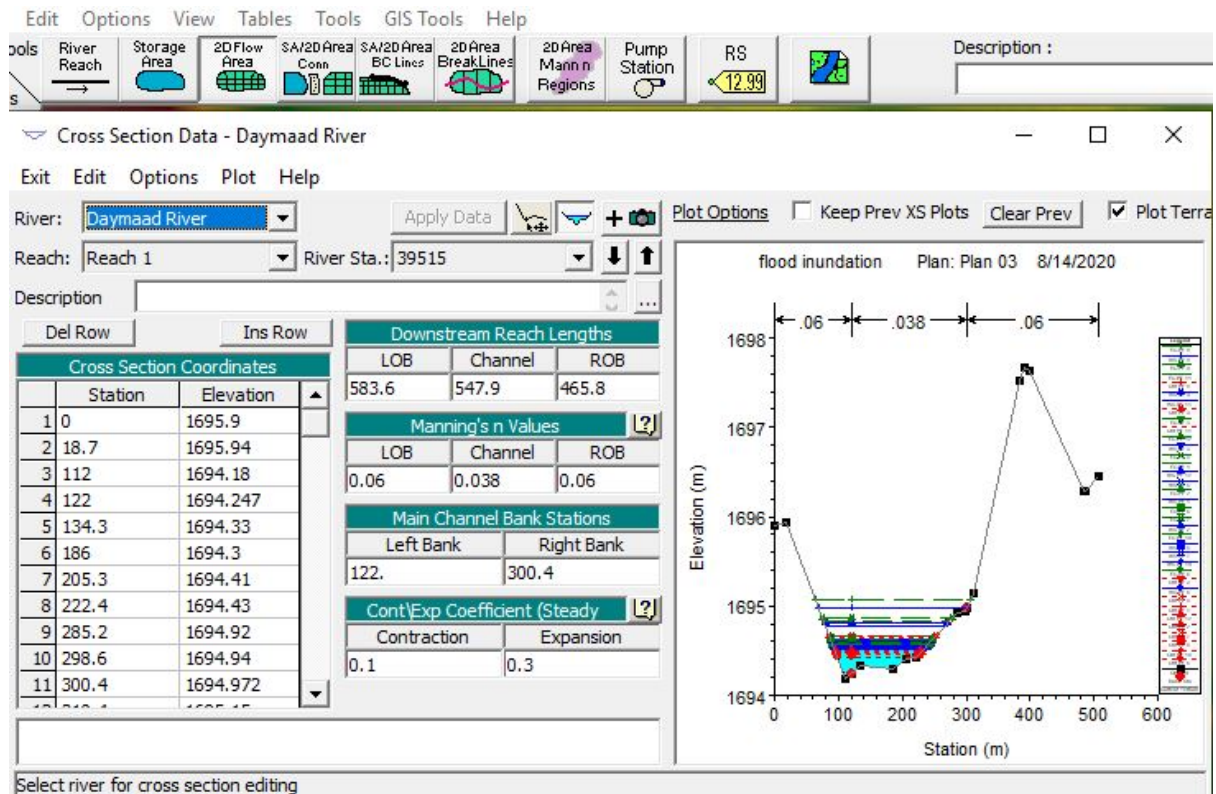 Edit Options View Tables Tools GIS Tools Help
River Reach
Storage Area
2D Flow Area
SA/2D Area Conn
SA/2D Area BC Lines
2D Area BreakLines
2D Area Mann n Regions
Pump Station
RS
12.99
Description :
Cross Section Data - Daymaad River
Exit Edit Options Plot Help
River: Daymaad River Apply Data
Reach: Reach 1 River Sta.: 39515
Description ...
Del Row Ins Row
Cross Section Coordinates
Station Elevation
1 0 1695.9
2 18.7 1695.94
3 112 1694.18
4 122 1694.247
5 134.3 1694.33
6 186 1694.3
7 205.3 1694.41
8 222.4 1694.43
9 285.2 1694.92
10 298.6 1694.94
11 300.4 1694.972
Downstream Reach Lengths
LOB Channel ROB
583.6 547.9 465.8
Manning's n Values
LOB Channel ROB
0.06 0.038 0.06
Main Channel Bank Stations
Left Bank Right Bank
122. 300.4
Cont\Exp Coefficient (Steady
Contraction Expansion
0.1 0.3
Plot Options Keep Prev XS Plots Clear Prev Plot Terra
flood inundation Plan: Plan 03 8/14/2020
.06 .038 .06
1698
1697
1696
1695
1694
Elevation (m)
0 100 200 300 400 500 600
Station (m)
Select river for cross section editing